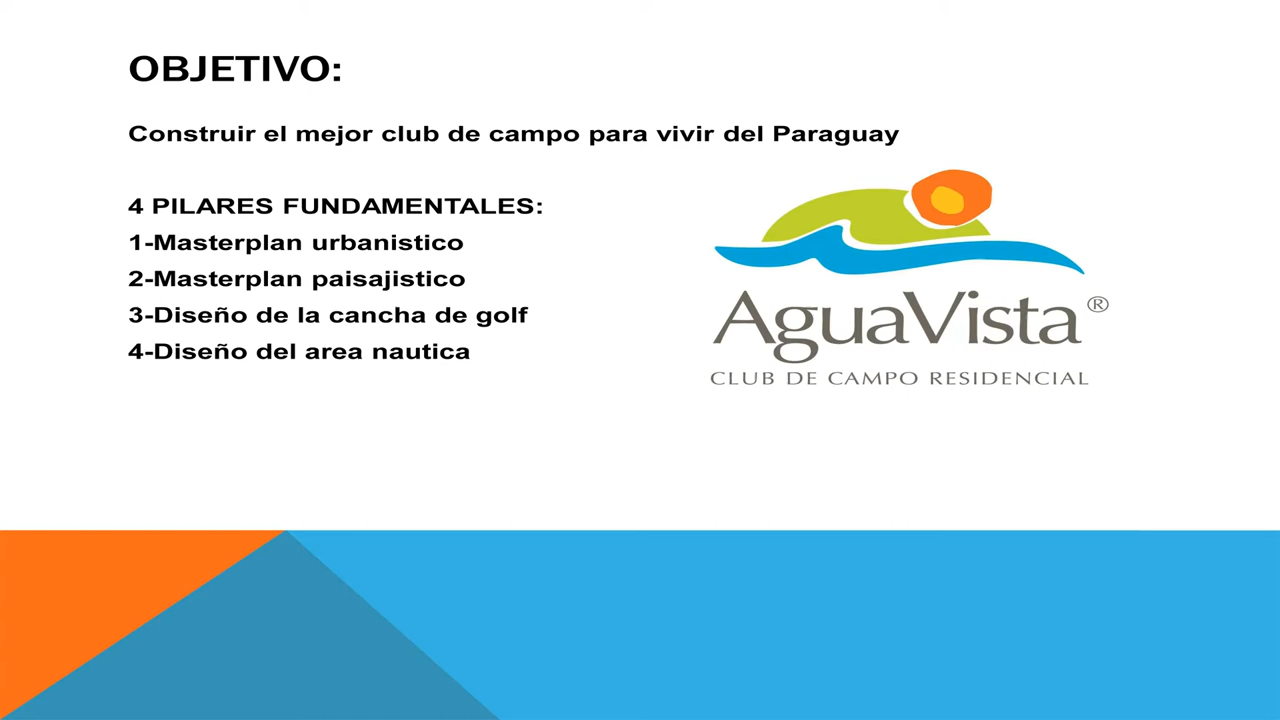 OBJETIVO:
Construir el mejor club de campo para vivir del Paraguay
4 PILARES FUNDAMENTALES:
1-Masterplan urbanistico
2-Masterplan paisajistico
3-Diseño de la cancha de golf
4-Diseño del area nautica
AguaVista®
CLUB DE CAMPO RESIDENCIAL